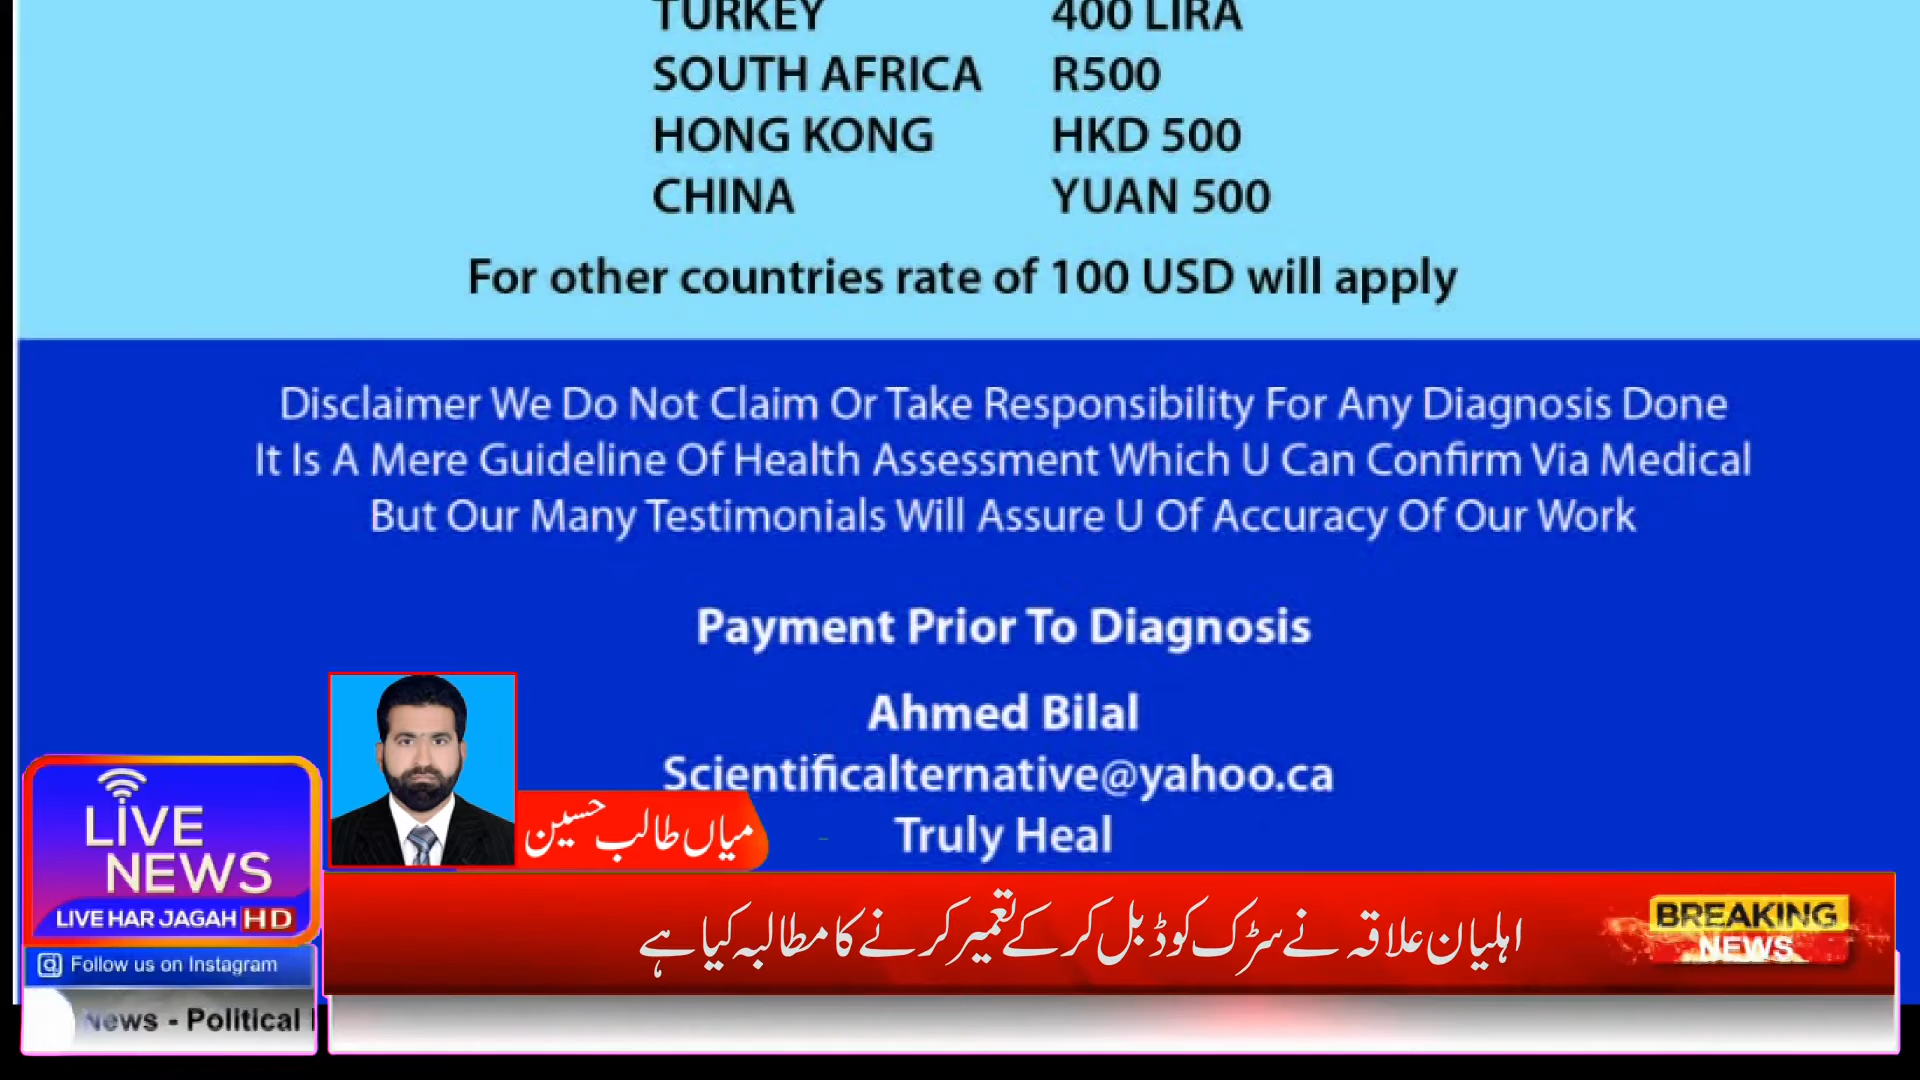 TURKEY 400 LIRA
SOUTH AFRICA R500
HONG KONG HKD 500
CHINA YUAN 500
For other countries rate of 100 USD will apply
Disclaimer We Do Not Claim Or Take Responsibility For Any Diagnosis Done
It Is A Mere Guideline Of Health Assessment Which U Can Confirm Via Medical
But Our Many Testimonials Will Assure U Of Accuracy Of Our Work
Payment Prior To Diagnosis
Ahmed Bilal
Scientificalternative@yahoo.ca
Truly Heal
میاں طالب حسین
LIVE
NEWS
LIVE HAR JAGAH HD
اہلیان علاقہ نے سڑک کو ڈبل کر کے تعمیر کرنے کا مطالبہ کیا ہے
BREAKING
NEWS
Follow us on Instagram
News - Political